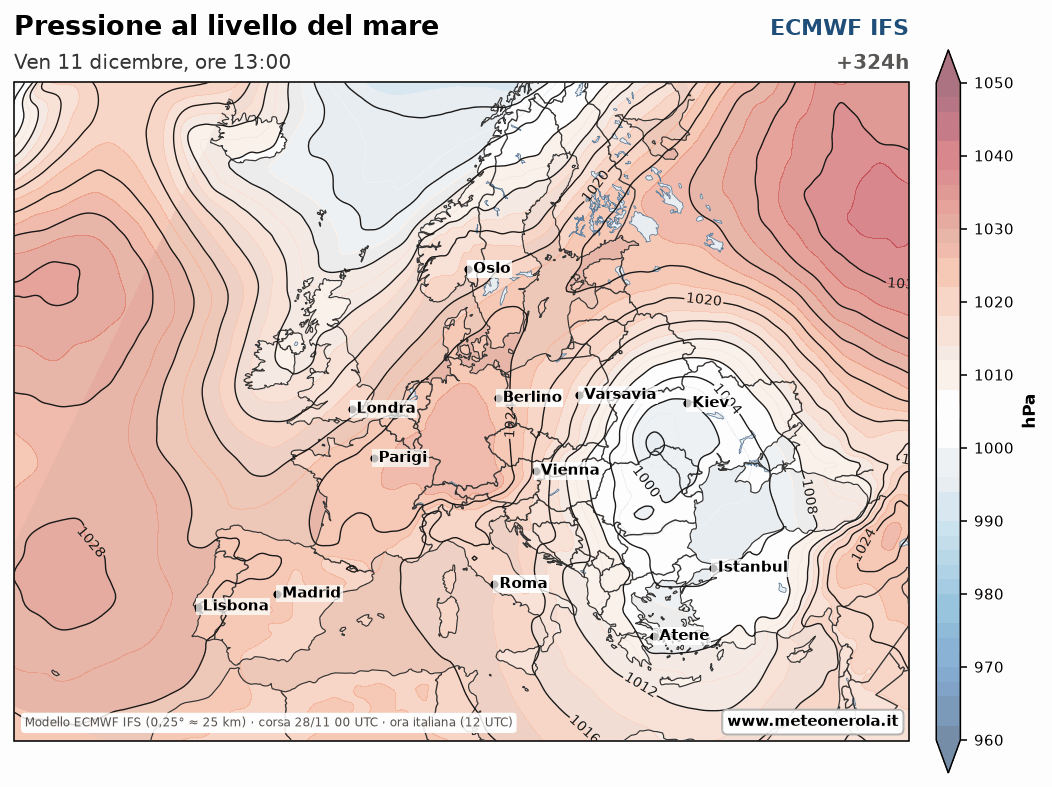 Pressione al livello del mare
ECMWF IFS
Ven 11 dicembre, ore 13:00
+324h
1050
1040
1030
1020
1010
1000
990
980
970
960
hPa
1020
Oslo
1020
Londra
Berlino
Varsavia
Kiev
1004
1024
Parigi
Vienna
1000
1008
1028
1024
Istanbul
Roma
Madrid
Lisbona
Atene
1012
1016
Modello ECMWF IFS (0,25° ≈ 25 km) · corsa 28/11 00 UTC · ora italiana (12 UTC)
www.meteonerola.it